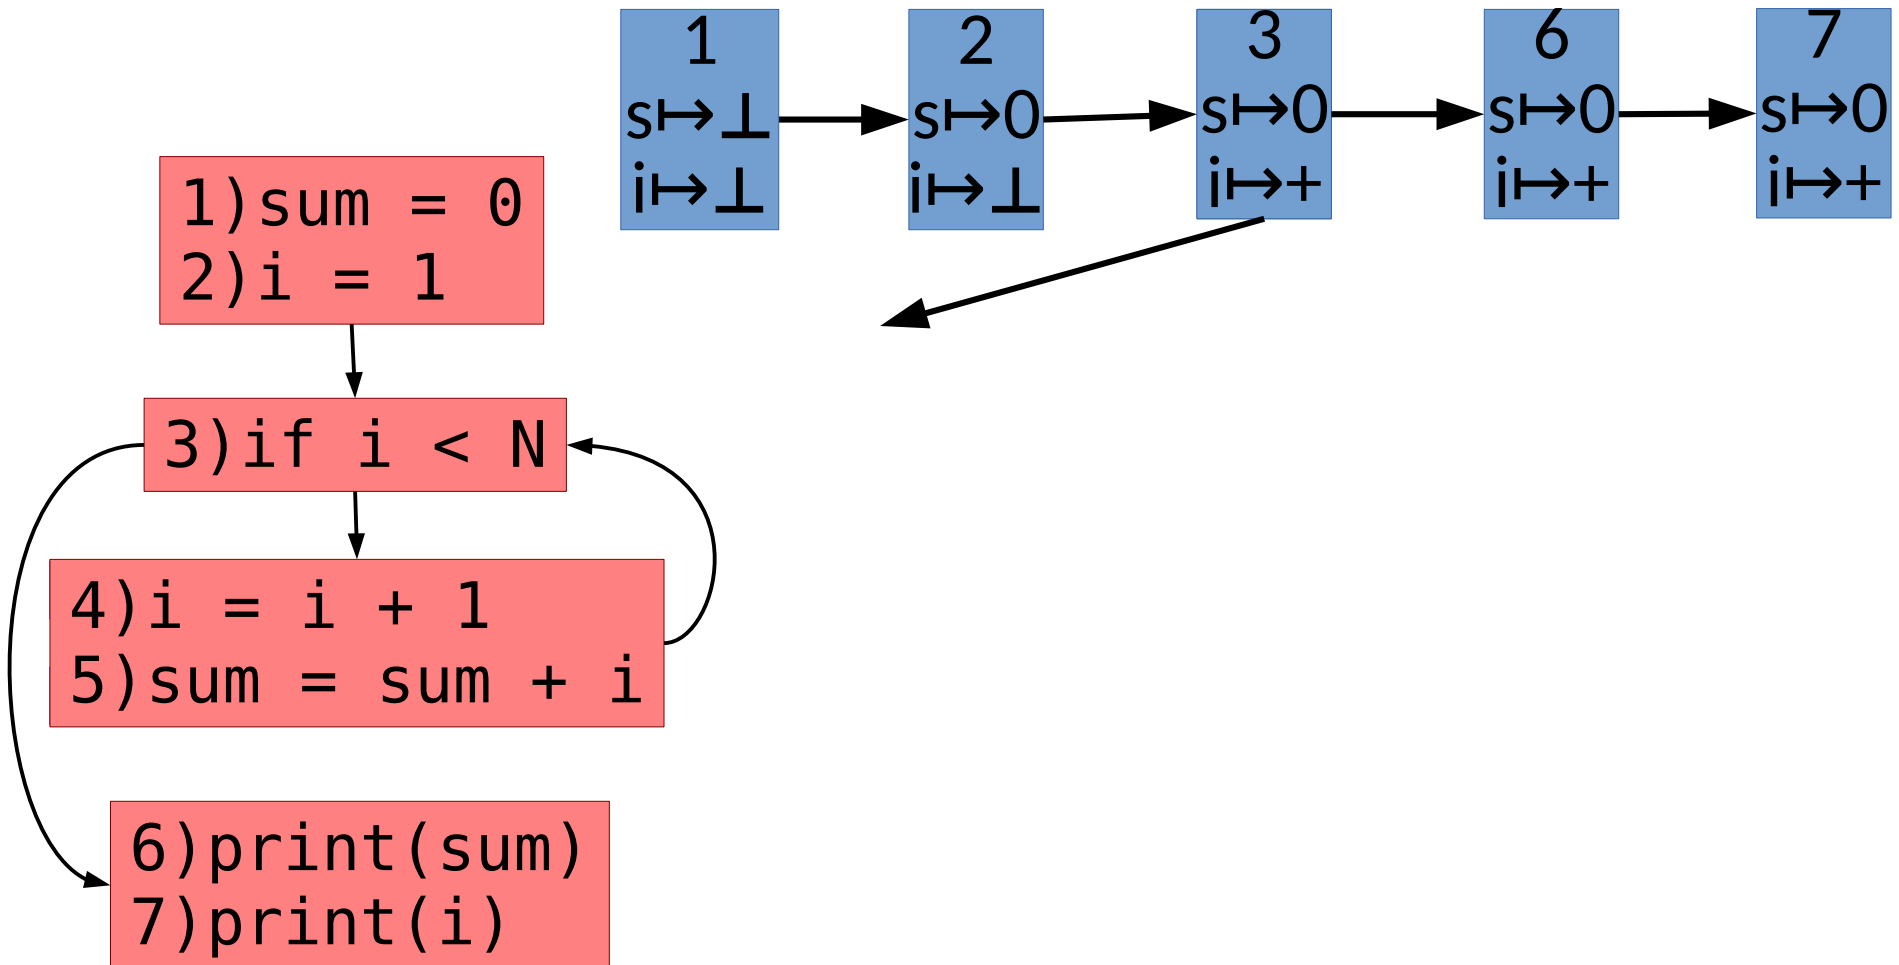 1)sum = 0
2)i = 1
3)if i < N
4)i = i + 1
5)sum = sum + i
6)print(sum)
7)print(i)
1
s↦⊥
i↦⊥
2
s↦0
i↦⊥
3
s↦0
i↦+
6
s↦0
i↦+
7
s↦0
i↦+